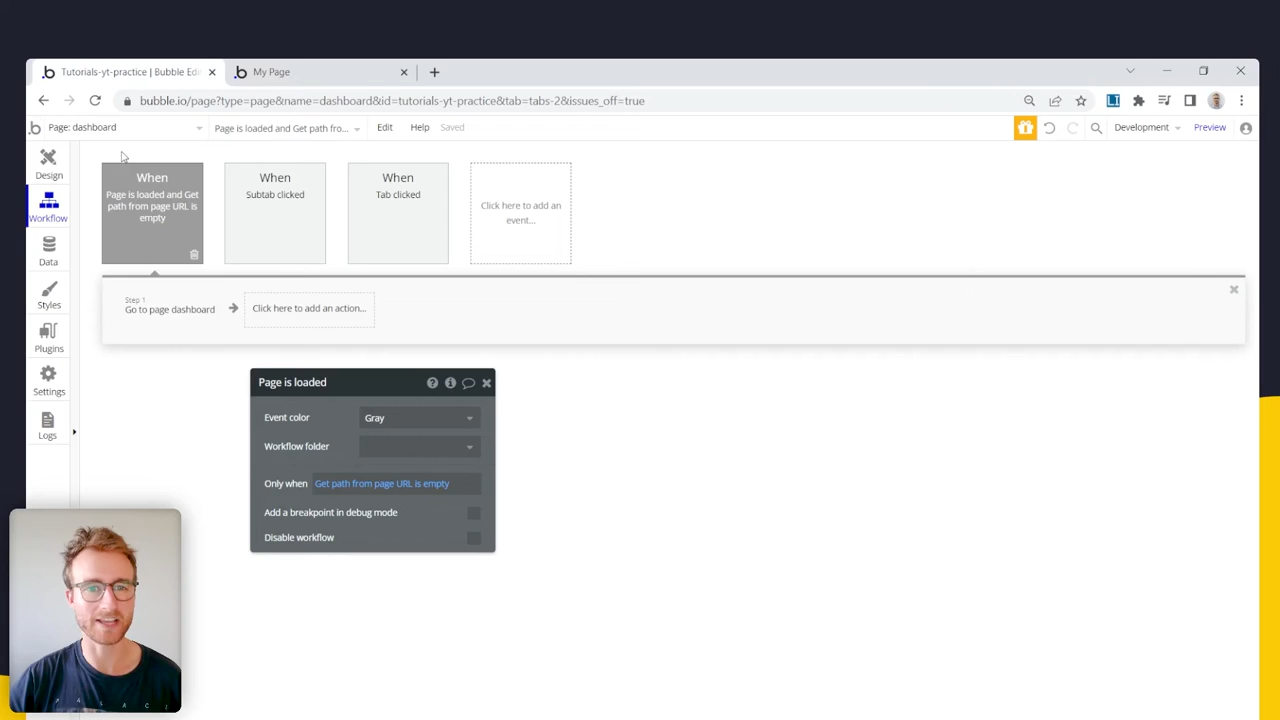 Tutorials-yt-practice | Bubble Edi
My Page
bubble.io/page?type=page&name=dashboard&id=tutorials-yt-practice&tab=tabs-2&issues_off=true
Page: dashboard
Page is loaded and Get path fro...
Edit
Help
Saved
Development
Preview
Design
Workflow
Data
Styles
Plugins
Settings
Logs
When
Page is loaded and Get
path from page URL is
empty
When
Subtab clicked
When
Tab clicked
Click here to add an
event...
Step 1
Go to page dashboard
Click here to add an action...
Page is loaded
Event color
Gray
Workflow folder
Only when
Get path from page URL is empty
Add a breakpoint in debug mode
Disable workflow
P A L A C